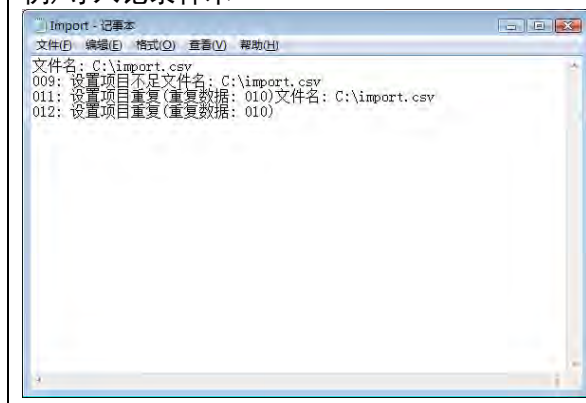 Import - 记事本
文件(F) 编辑(E) 格式(O) 查看(V) 帮助(H)
文件名: C:\import.csv
009: 设置项目不足文件名: C:\import.csv
011: 设置项目重复(重复数据: 010)文件名: C:\import.csv
012: 设置项目重复(重复数据: 010)